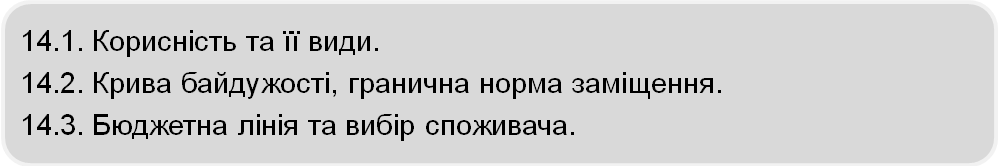 14.1. Корисність та її види.
14.2. Крива байдужості, гранична норма заміщення.
14.3. Бюджетна лінія та вибір споживача.